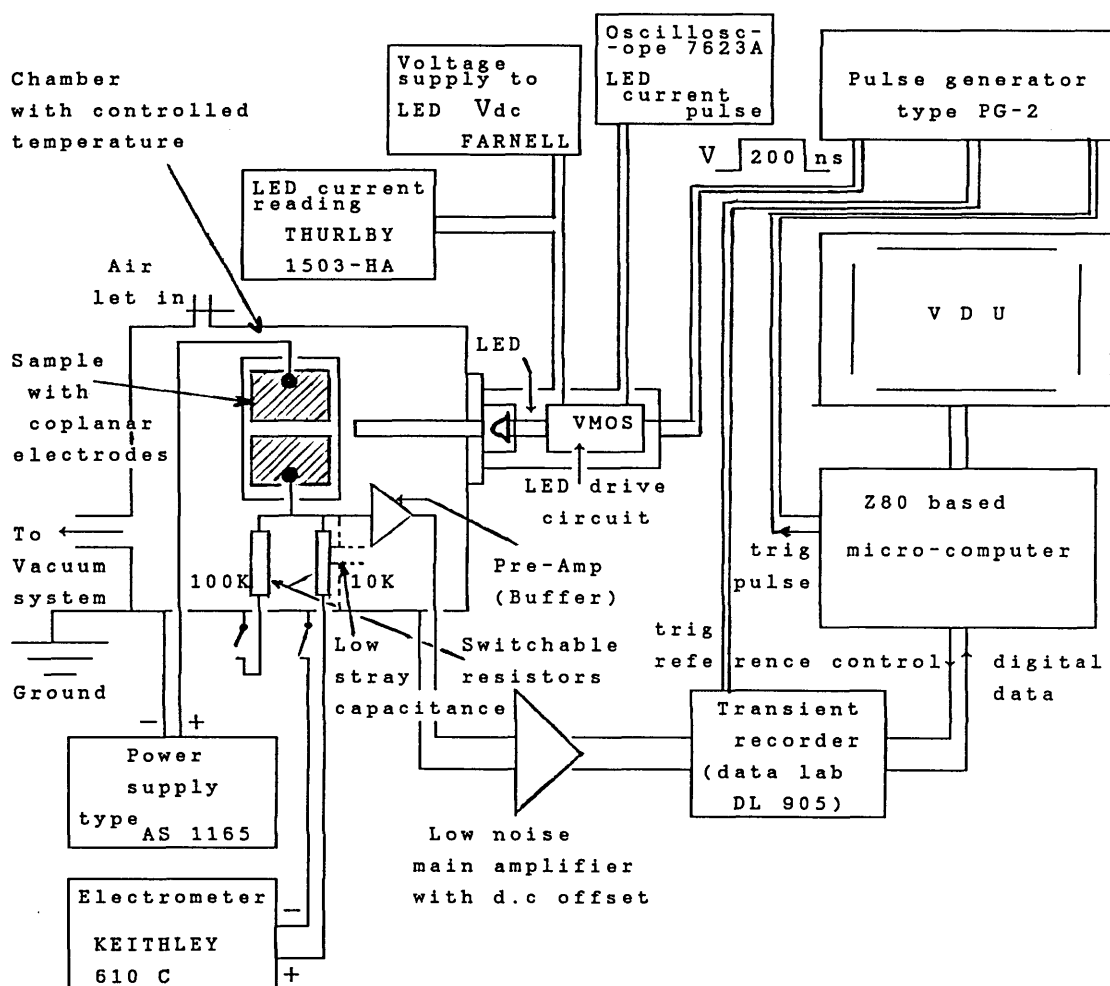 Chamber
with controlled
temperature
Voltage
supply to
LED Vdc
FARNELL
Oscillosc-
-ope 7623A
LED
current
pulse
Pulse generator
type PG-2
V 200 ns
LED current
reading
THURLBY
1503-HA
Air
let in
LED
VDU
Sample
with
coplanar
electrodes
VMOS
LED drive
circuit
Z80 based
micro-computer
trig
pulse
To
Vacuum
system
100K
10K
Pre-Amp
(Buffer)
Ground
Low
stray
capacitance
Switchable
resistors
trig
reference
control
digital
data
Transient
recorder
(data lab
DL 905)
− +
Power
supply
type
AS 1165
Low noise
main amplifier
with d.c offset
Electrometer
−
KEITHLEY
610 C
+